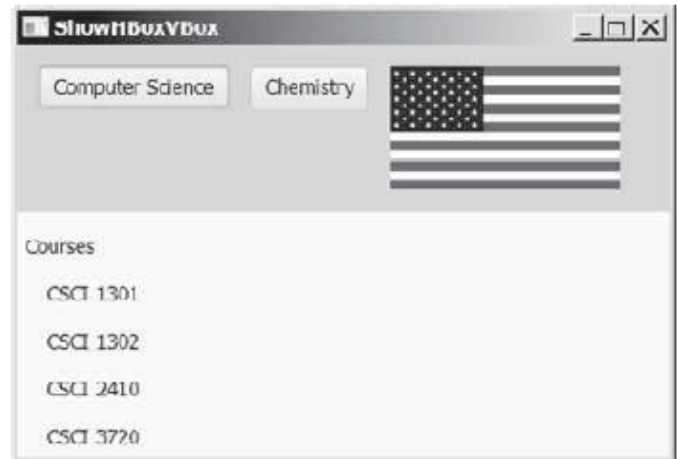 ShowHBoxVBox
Computer Science Chemistry
Courses
CSCI 1301
CSCI 1302
CSCI 2410
CSCI 3720